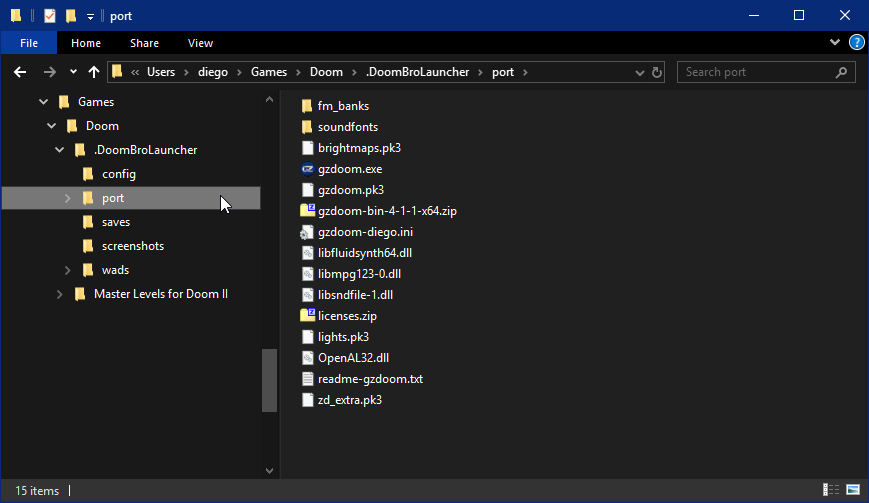 port
File Home Share View
« Users > diego > Games > Doom > .DoomBroLauncher > port >
Search port
Games
Doom
.DoomBroLauncher
config
port
saves
screenshots
wads
Master Levels for Doom II
fm_banks
soundfonts
brightmaps.pk3
gzdoom.exe
gzdoom.pk3
gzdoom-bin-4-1-1-x64.zip
gzdoom-diego.ini
libfluidsynth64.dll
libmpg123-0.dll
libsndfile-1.dll
licenses.zip
lights.pk3
OpenAL32.dll
readme-gzdoom.txt
zd_extra.pk3
15 items